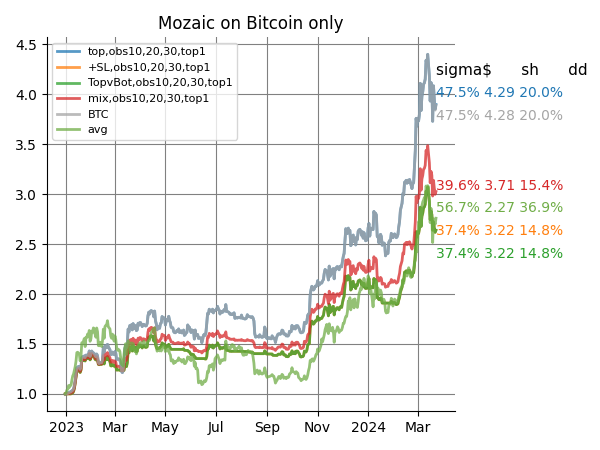 Mozaic on Bitcoin only
4.5
4.0
3.5
3.0
2.5
2.0
1.5
1.0
top,obs10,20,30,top1
+SL,obs10,20,30,top1
TopvBot,obs10,20,30,top1
mix,obs10,20,30,top1
BTC
avg
sigma$ sh dd
47.5% 4.29 20.0%
47.5% 4.28 20.0%
39.6% 3.71 15.4%
56.7% 2.27 36.9%
37.4% 3.22 14.8%
37.4% 3.22 14.8%
2023 Mar May Jul Sep Nov 2024 Mar